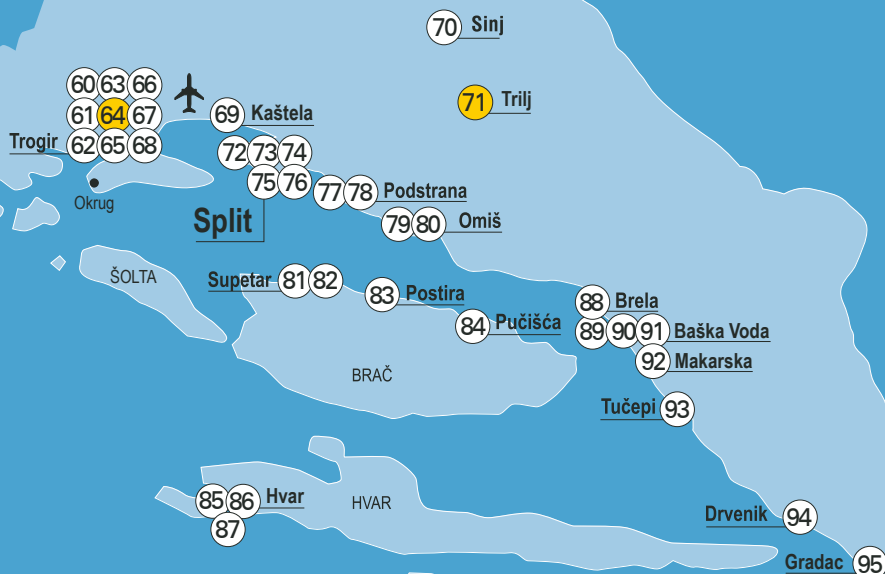 70 Sinj
60 63 66
71 Trilj
61 64 67
69 Kaštela
Trogir 62 65 68
72 73 74
75 76
77 78 Podstrana
Okrug
Split
79 80 Omiš
ŠOLTA
Supetar 81 82
83 Postira
88 Brela
84 Pučišća
89 90 91 Baška Voda
92 Makarska
BRAČ
Tučepi 93
85 86 Hvar
HVAR
87
Drvenik 94
Gradac 95